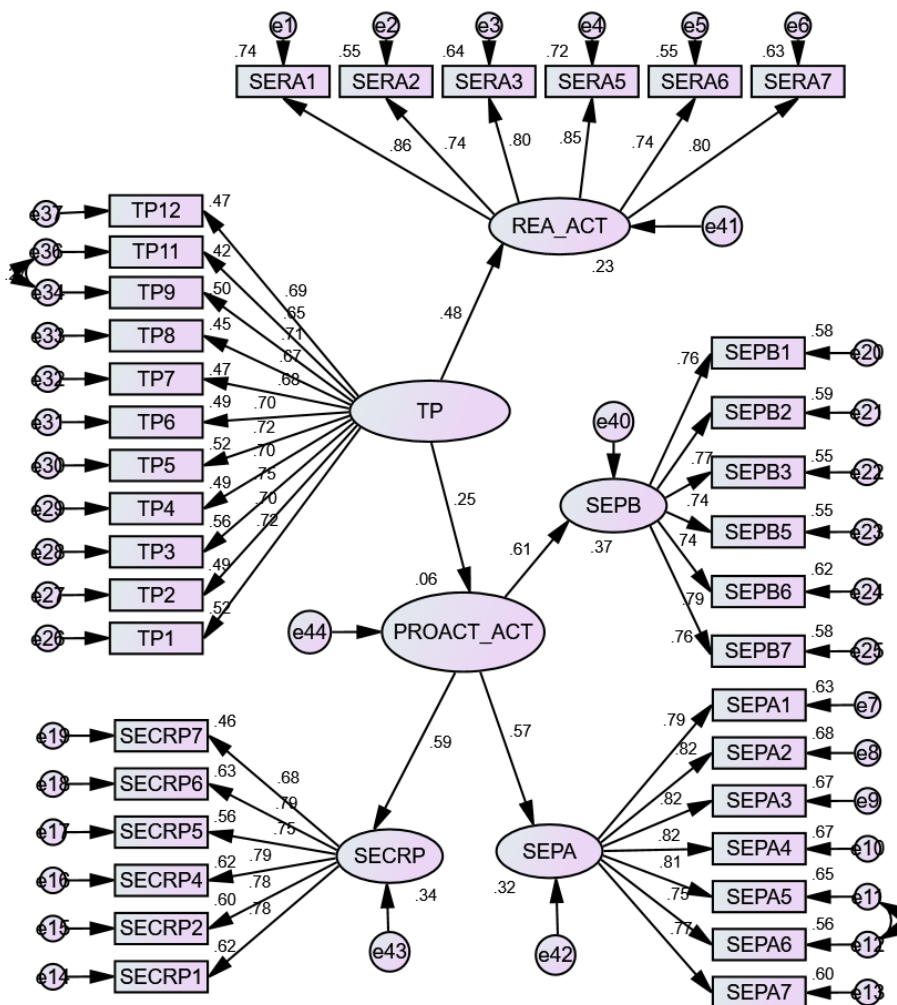 e1 e2 e3 e4 e5 e6
.74 .55 .64 .72 .55 .63
SERA1 SERA2 SERA3 SERA5 SERA6 SERA7
.86 .74 .80 .85 .74 .80
REA_ACT
e41
.23
.48
e37 TP12 .47
e36 TP11 .42
e34 TP9 .50
e33 TP8 .45
e32 TP7 .47
e31 TP6 .49
e30 TP5 .52
e29 TP4 .49
e28 TP3 .56
e27 TP2 .49
e26 TP1 .52
.69
.65
.71
.67
.68
.70
.72
.70
.75
.70
.72
TP
.25
.06
PROACT_ACT
e44
.61
e40
SEPB
.37
.76
.77
.74
.74
.79
.76
SEPB1 .58 e20
SEPB2 .59 e21
SEPB3 .55 e22
SEPB5 .55 e23
SEPB6 .62 e24
SEPB7 .58 e25
.59
.57
e19 SECRP7 .46
e18 SECRP6 .63
e17 SECRP5 .56
e16 SECRP4 .62
e15 SECRP2 .60
e14 SECRP1 .62
.68
.79
.75
.79
.78
.78
SECRP
.34
e43
SEPA
.32
e42
.79
.82
.82
.82
.81
.75
.77
SEPA1 .63 e7
SEPA2 .68 e8
SEPA3 .67 e9
SEPA4 .67 e10
SEPA5 .65 e11
SEPA6 .56 e12
SEPA7 .60 e13